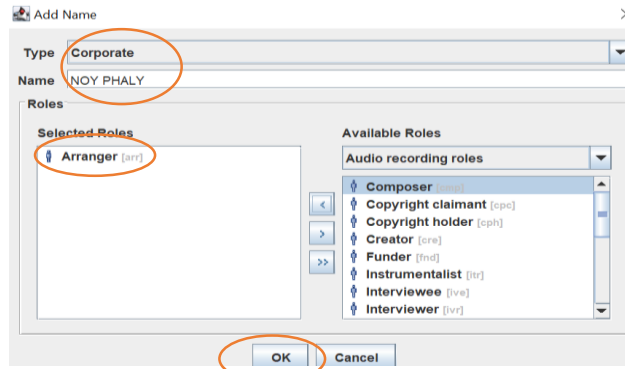 Add Name
Type Corporate
Name NOY PHALY
Roles
Selected Roles
Arranger [arr]
Available Roles
Audio recording roles
Composer [cmp]
Copyright claimant [cpc]
Copyright holder [cph]
Creator [cre]
Funder [fnd]
Instrumentalist [itr]
Interviewee [ive]
Interviewer [ivr]
<
>
>>
OK Cancel